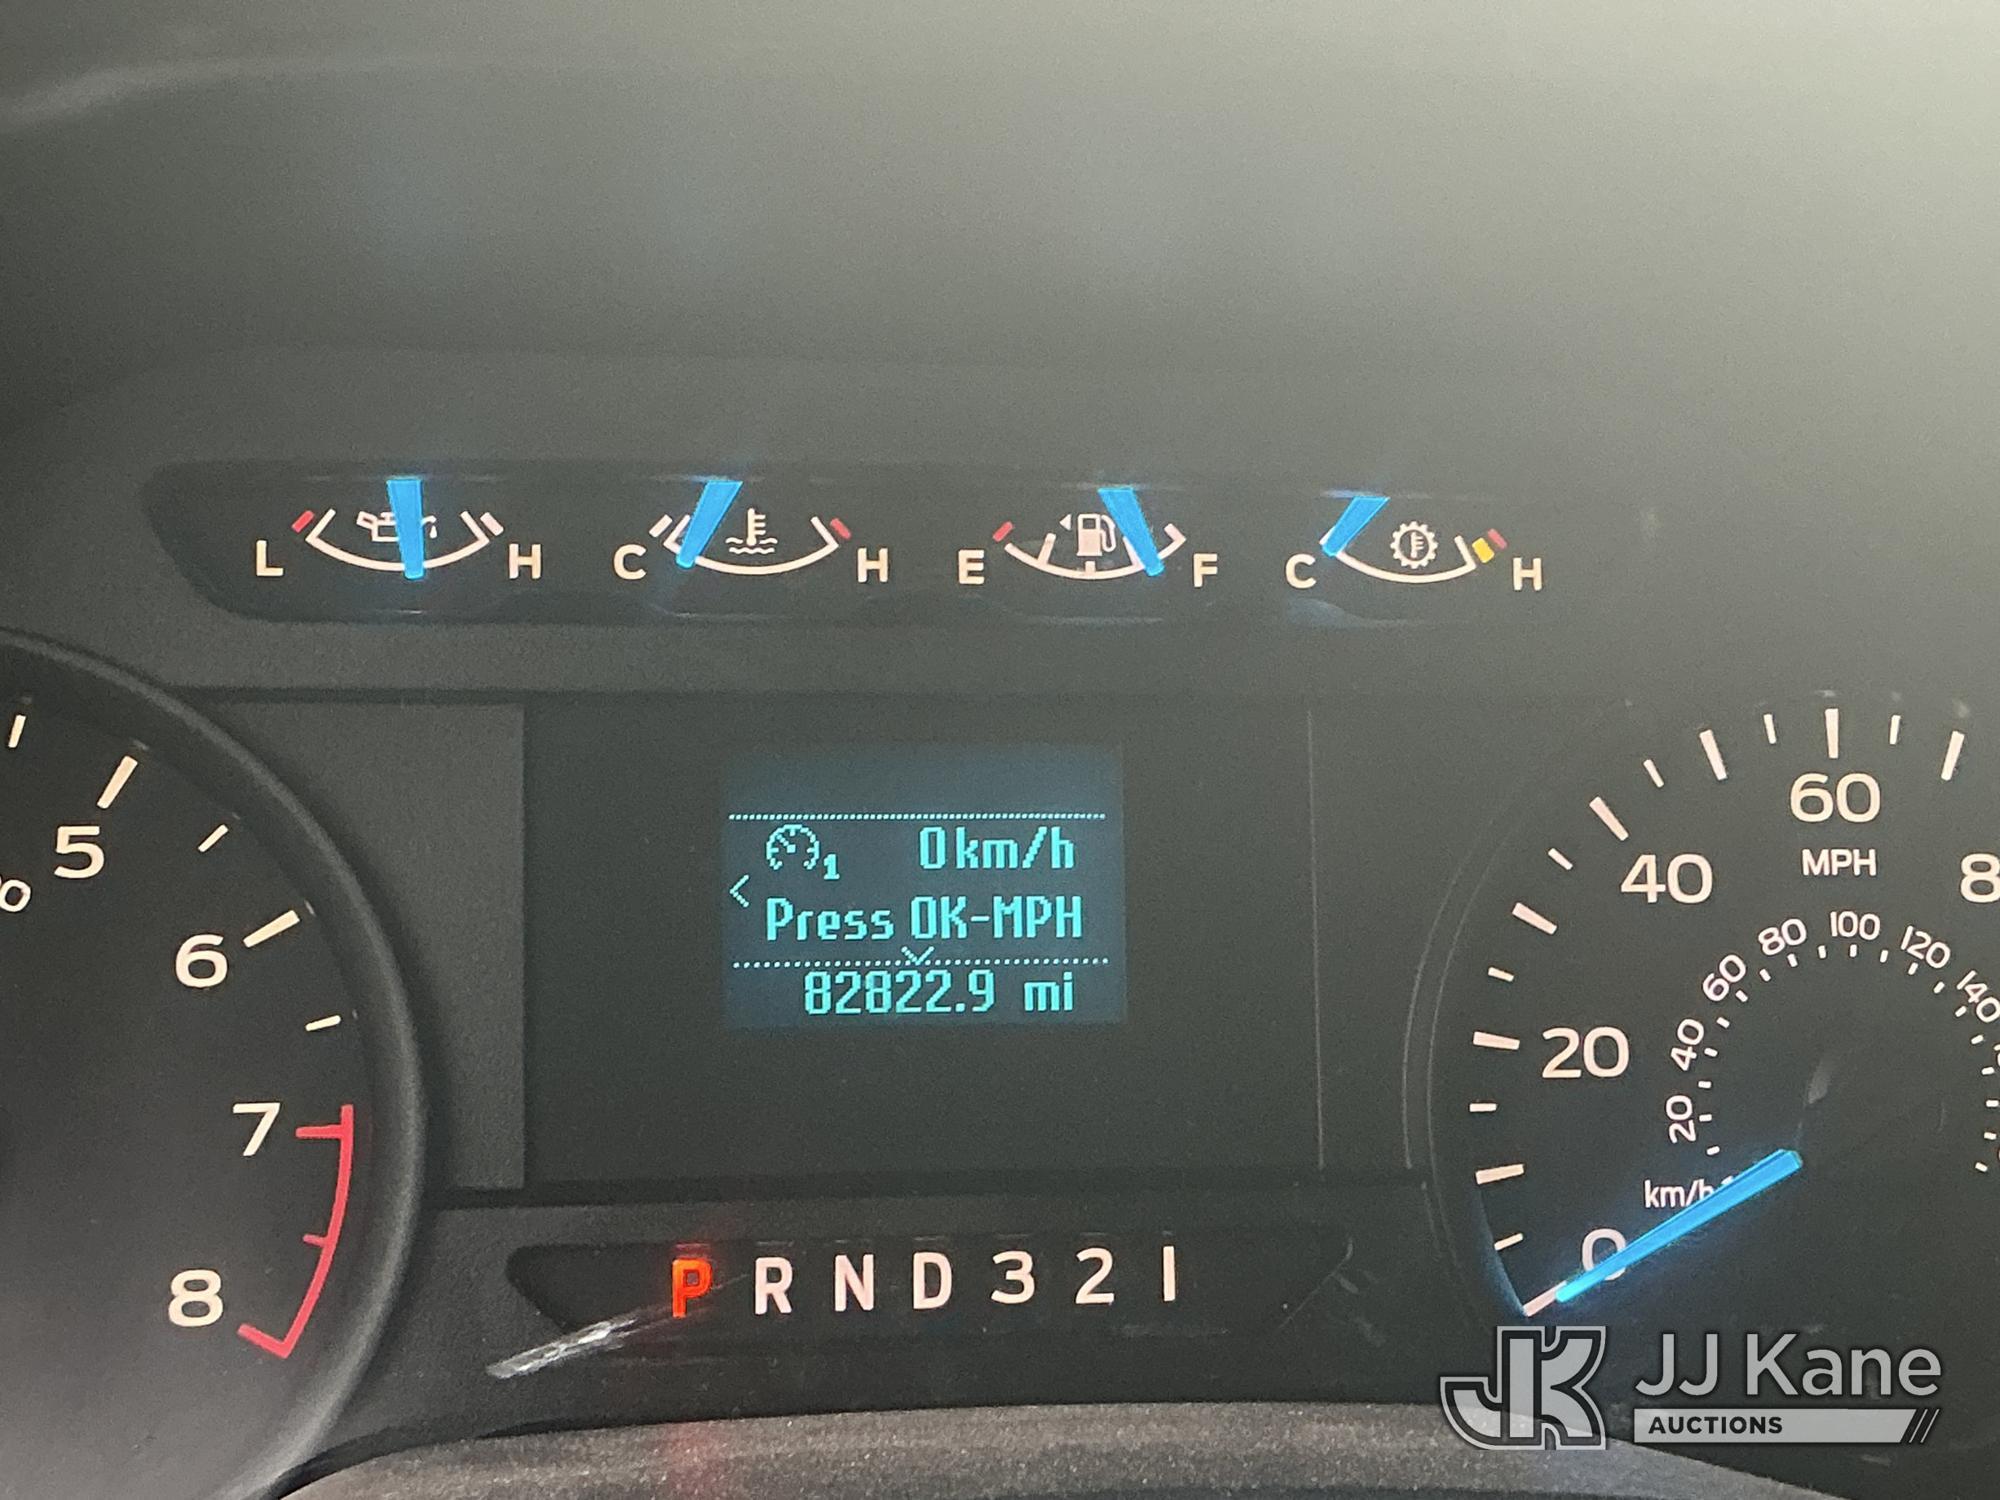 L H C H E F C H
5
6
7
8
0 km/h
1
Press OK-MPH
82822.9 mi
P R N D 3 2 1
0
20
40
60
MPH
km/h
20
40
60
80
100
120
140
JJ Kane
AUCTIONS